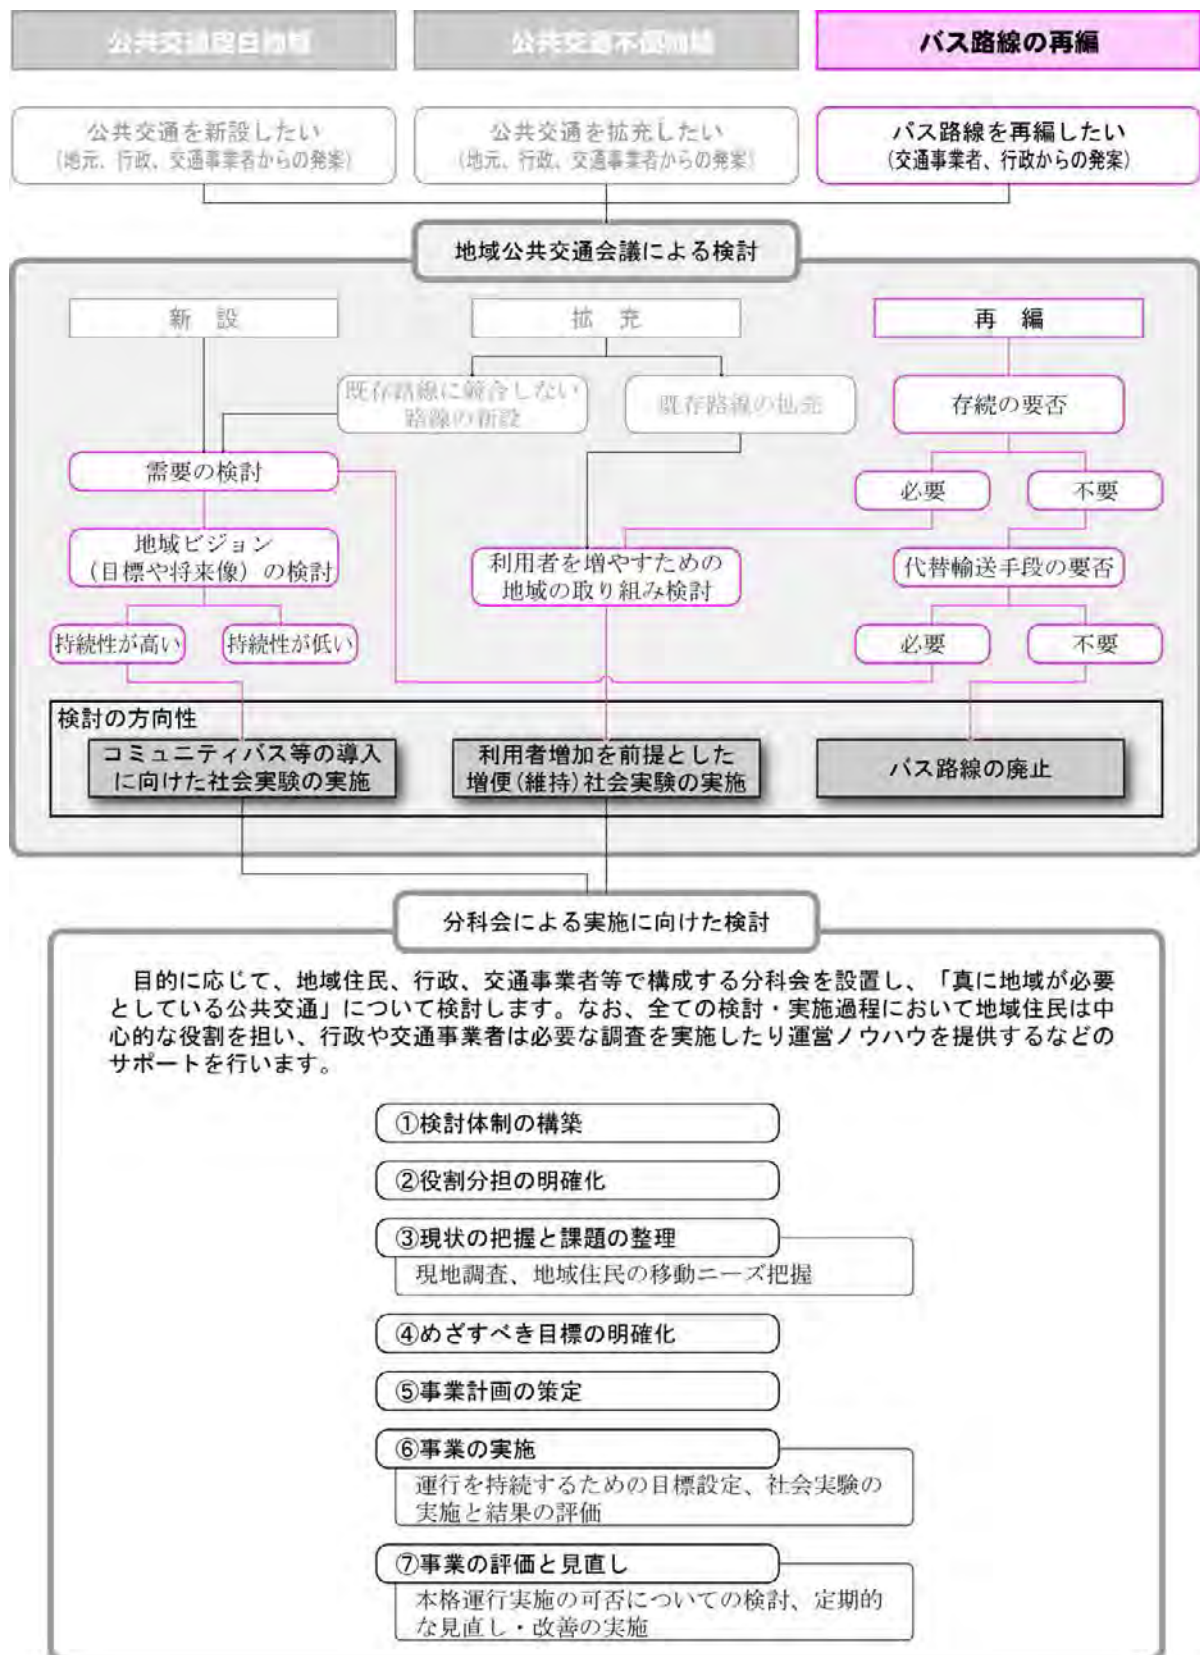 公共交通空白地域
公共交通不便地域
バス路線の再編
公共交通を新設したい
(地元、行政、交通事業者からの発案)
公共交通を拡充したい
(地元、行政、交通事業者からの発案)
バス路線を再編したい
(交通事業者、行政からの発案)
地域公共交通会議による検討
新 設
拡 充
再 編
既存路線に競合しない
路線の新設
既存路線の拡充
存続の要否
需要の検討
必要
不要
地域ビジョン
(目標や将来像)の検討
利用者を増やすための
地域の取り組み検討
代替輸送手段の要否
持続性が高い
持続性が低い
必要
不要
検討の方向性
コミュニティバス等の導入
に向けた社会実験の実施
利用者増加を前提とした
増便(維持)社会実験の実施
バス路線の廃止
分科会による実施に向けた検討
目的に応じて、地域住民、行政、交通事業者等で構成する分科会を設置し、「真に地域が必要
としている公共交通」について検討します。なお、全ての検討・実施過程において地域住民は中
心的な役割を担い、行政や交通事業者は必要な調査を実施したり運営ノウハウを提供するなどの
サポートを行います。
①検討体制の構築
②役割分担の明確化
③現状の把握と課題の整理
現地調査、地域住民の移動ニーズ把握
④めざすべき目標の明確化
⑤事業計画の策定
⑥事業の実施
運行を持続するための目標設定、社会実験の
実施と結果の評価
⑦事業の評価と見直し
本格運行実施の可否についての検討、定期的
な見直し・改善の実施